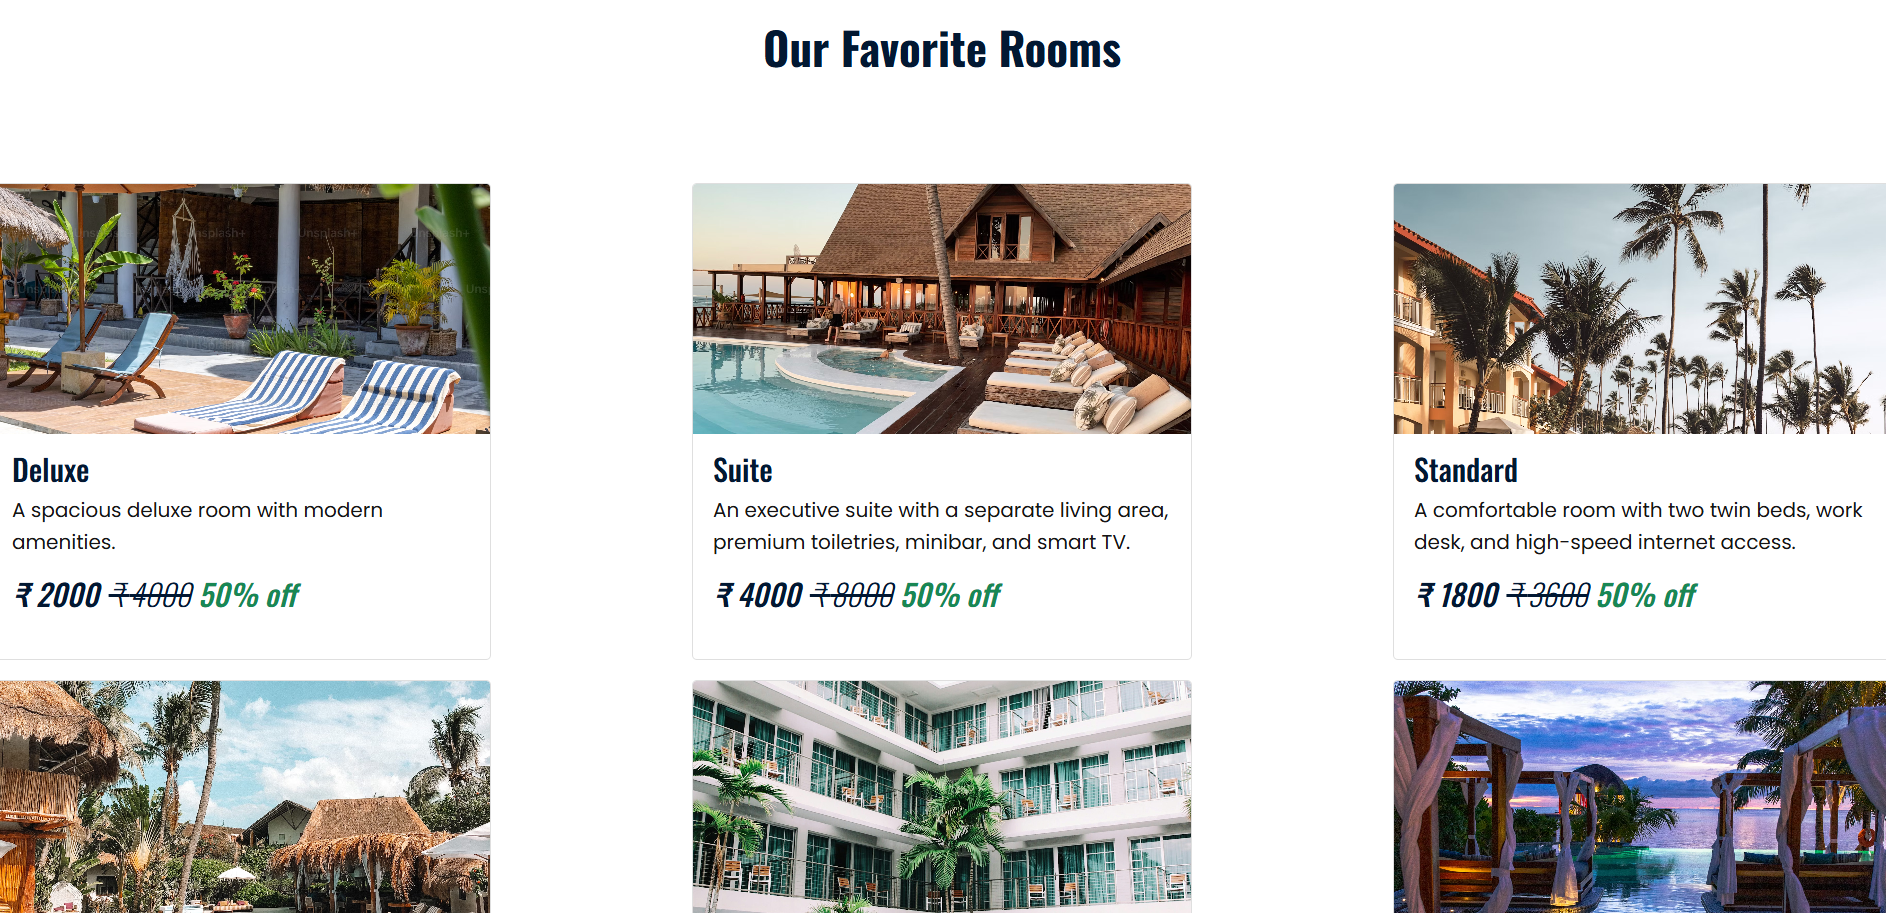 Our Favorite Rooms
Unsplash+
Deluxe
A spacious deluxe room with modern
amenities.
₹ 2000 ₹ 4000 50% off
Suite
An executive suite with a separate living area,
premium toiletries, minibar, and smart TV.
₹ 4000 ₹ 8000 50% off
Standard
A comfortable room with two twin beds, work
desk, and high-speed internet access.
₹ 1800 ₹ 3600 50% off